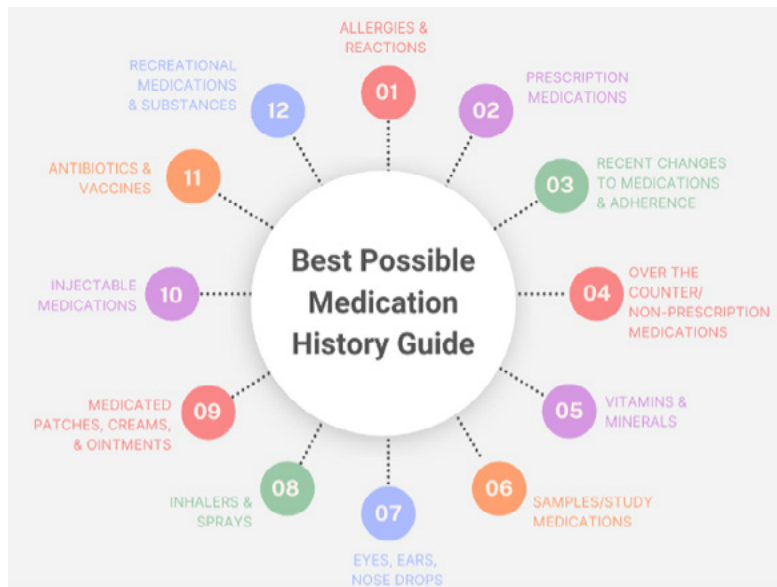 Best Possible
Medication
History Guide
01
ALLERGIES &
REACTIONS
02
PRESCRIPTION
MEDICATIONS
03
RECENT CHANGES
TO MEDICATIONS
& ADHERENCE
04
OVER THE
COUNTER/
NON-PRESCRIPTION
MEDICATIONS
05
VITAMINS &
MINERALS
06
SAMPLES/STUDY
MEDICATIONS
07
EYES, EARS,
NOSE DROPS
08
INHALERS &
SPRAYS
09
MEDICATED
PATCHES, CREAMS,
& OINTMENTS
10
INJECTABLE
MEDICATIONS
11
ANTIBIOTICS &
VACCINES
12
RECREATIONAL
MEDICATIONS
& SUBSTANCES